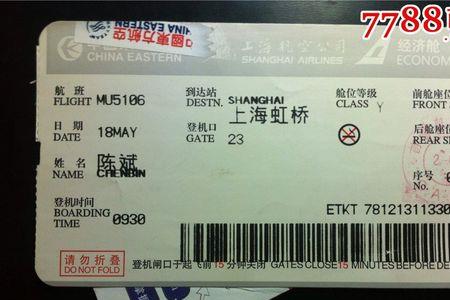 7788
國東方航空
CHINA EASTERN
CHINA EASTERN
上海航空公司
SHANGHAI AIRLINES
经济舱
ECONOM
航班
FLIGHT MU5106
到达站
DESTN. SHANGHAI
上海虹桥
舱位等级
CLASS Y
前舱座位
FRONT
日期
DATE 18MAY
登机口
GATE 23
后舱座位
REAR S
姓名 陈斌
NAME CHENBIN
序号
登机时间
BOARDING
TIME 0930
ETKT 78121311330
请勿折叠
DO NOT FOLD
登机闸口于起飞前15分钟关闭 GATES CLOSE 15 MINUTES BEFORE DE